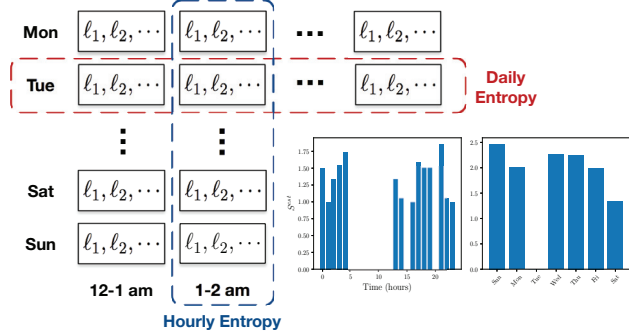 Mon ℓ₁, ℓ₂, ⋯ ℓ₁, ℓ₂, ⋯ ⋯ ℓ₁, ℓ₂, ⋯
Tue ℓ₁, ℓ₂, ⋯ ℓ₁, ℓ₂, ⋯ ⋯ ℓ₁, ℓ₂, ⋯
Daily
Entropy
⋮ ⋮
Sat ℓ₁, ℓ₂, ⋯ ℓ₁, ℓ₂, ⋯
Sun ℓ₁, ℓ₂, ⋯ ℓ₁, ℓ₂, ⋯
12-1 am 1-2 am
Hourly Entropy
1.75
1.50
1.25
1.00
0.75
0.50
0.25
0.00
0 10 20
Time (hours)
2.5
2.0
1.5
1.0
0.5
0.0
Sun Mon Tue Wed Thu Fri Sat